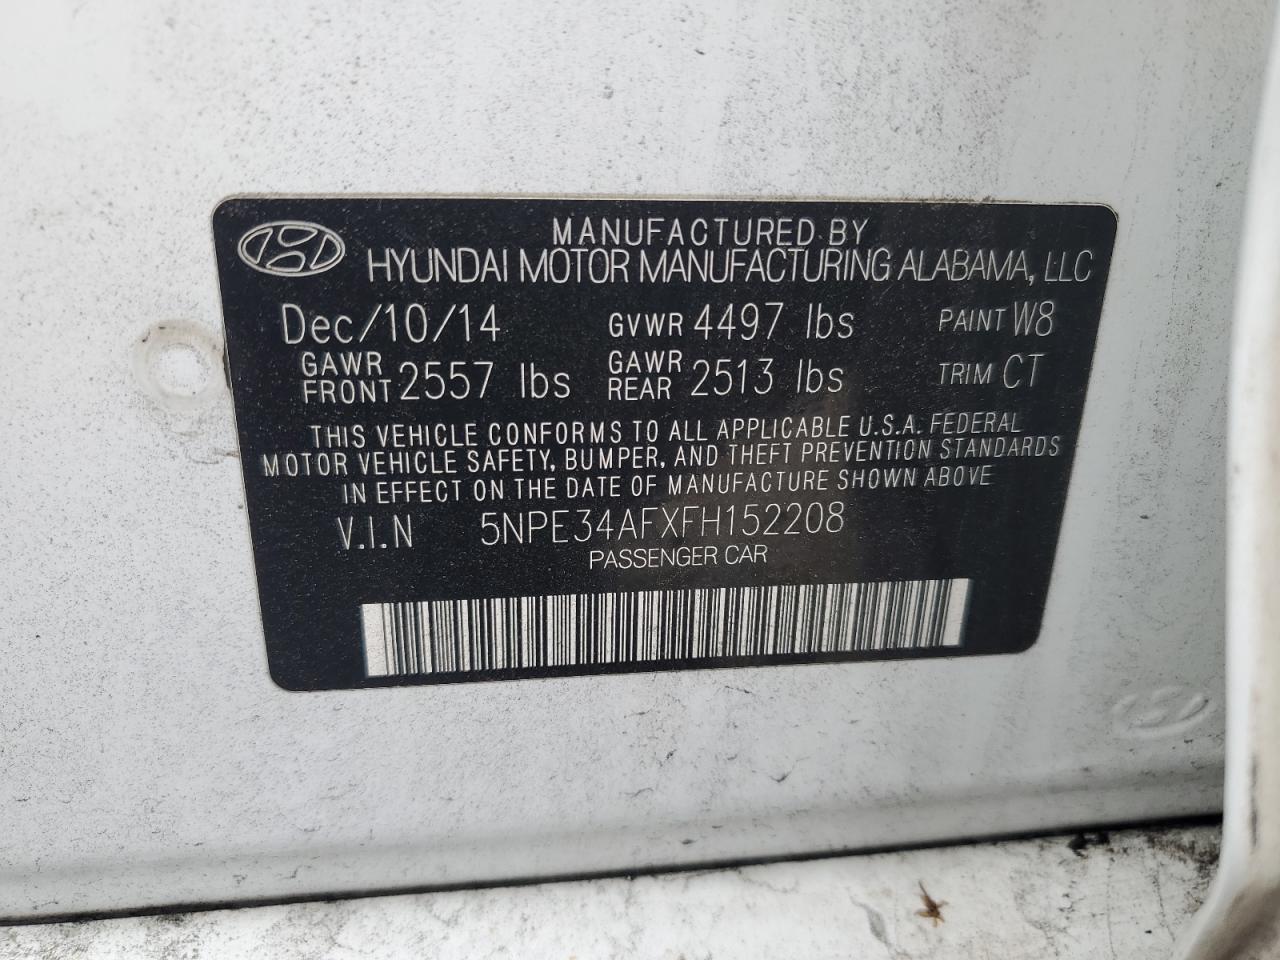 MANUFACTURED BY
HYUNDAI MOTOR MANUFACTURING ALABAMA, LLC
Dec/10/14 GVWR 4497 lbs PAINT W8
GAWR FRONT 2557 lbs GAWR REAR 2513 lbs TRIM CT
THIS VEHICLE CONFORMS TO ALL APPLICABLE U.S.A. FEDERAL
MOTOR VEHICLE SAFETY, BUMPER, AND THEFT PREVENTION STANDARDS
IN EFFECT ON THE DATE OF MANUFACTURE SHOWN ABOVE
V.I.N 5NPE34AFXFH152208
PASSENGER CAR